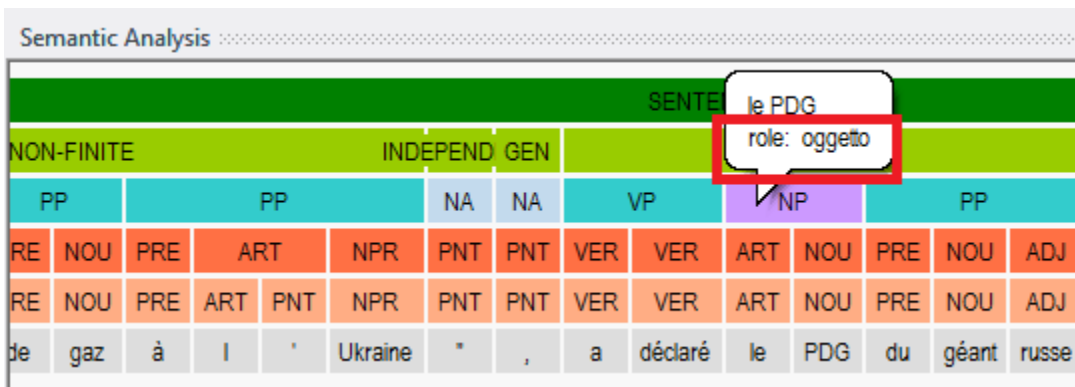 Semantic Analysis
SENTE
le PDG
role: oggetto
NON-FINITE INDEPEND GEN
PP PP NA NA VP NP PP
RE NOU PRE ART NPR PNT PNT VER VER ART NOU PRE NOU ADJ
RE NOU PRE ART PNT NPR PNT PNT VER VER ART NOU PRE NOU ADJ
de gaz à l ' Ukraine " , a déclaré le PDG du géant russe